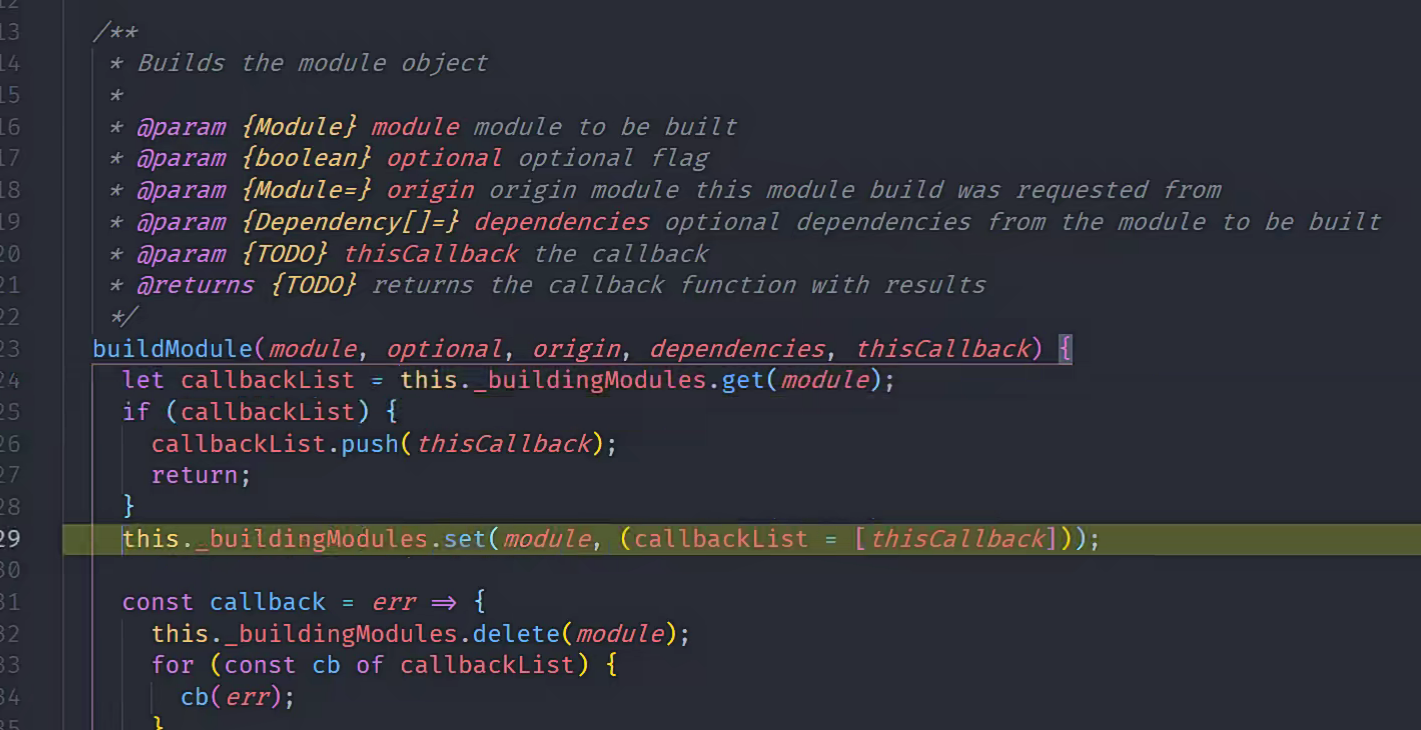 12
13 /**
14 * Builds the module object
15 *
16 * @param {Module} module module to be built
17 * @param {boolean} optional optional flag
18 * @param {Module=} origin origin module this module build was requested from
19 * @param {Dependency[]=} dependencies optional dependencies from the module to be built
20 * @param {TODO} thisCallback the callback
21 * @returns {TODO} returns the callback function with results
22 */
23 buildModule(module, optional, origin, dependencies, thisCallback) {
24 let callbackList = this._buildingModules.get(module);
25 if (callbackList) {
26 callbackList.push(thisCallback);
27 return;
28 }
29 this._buildingModules.set(module, (callbackList = [thisCallback]));
30
31 const callback = err => {
32 this._buildingModules.delete(module);
33 for (const cb of callbackList) {
34 cb(err);
35 }